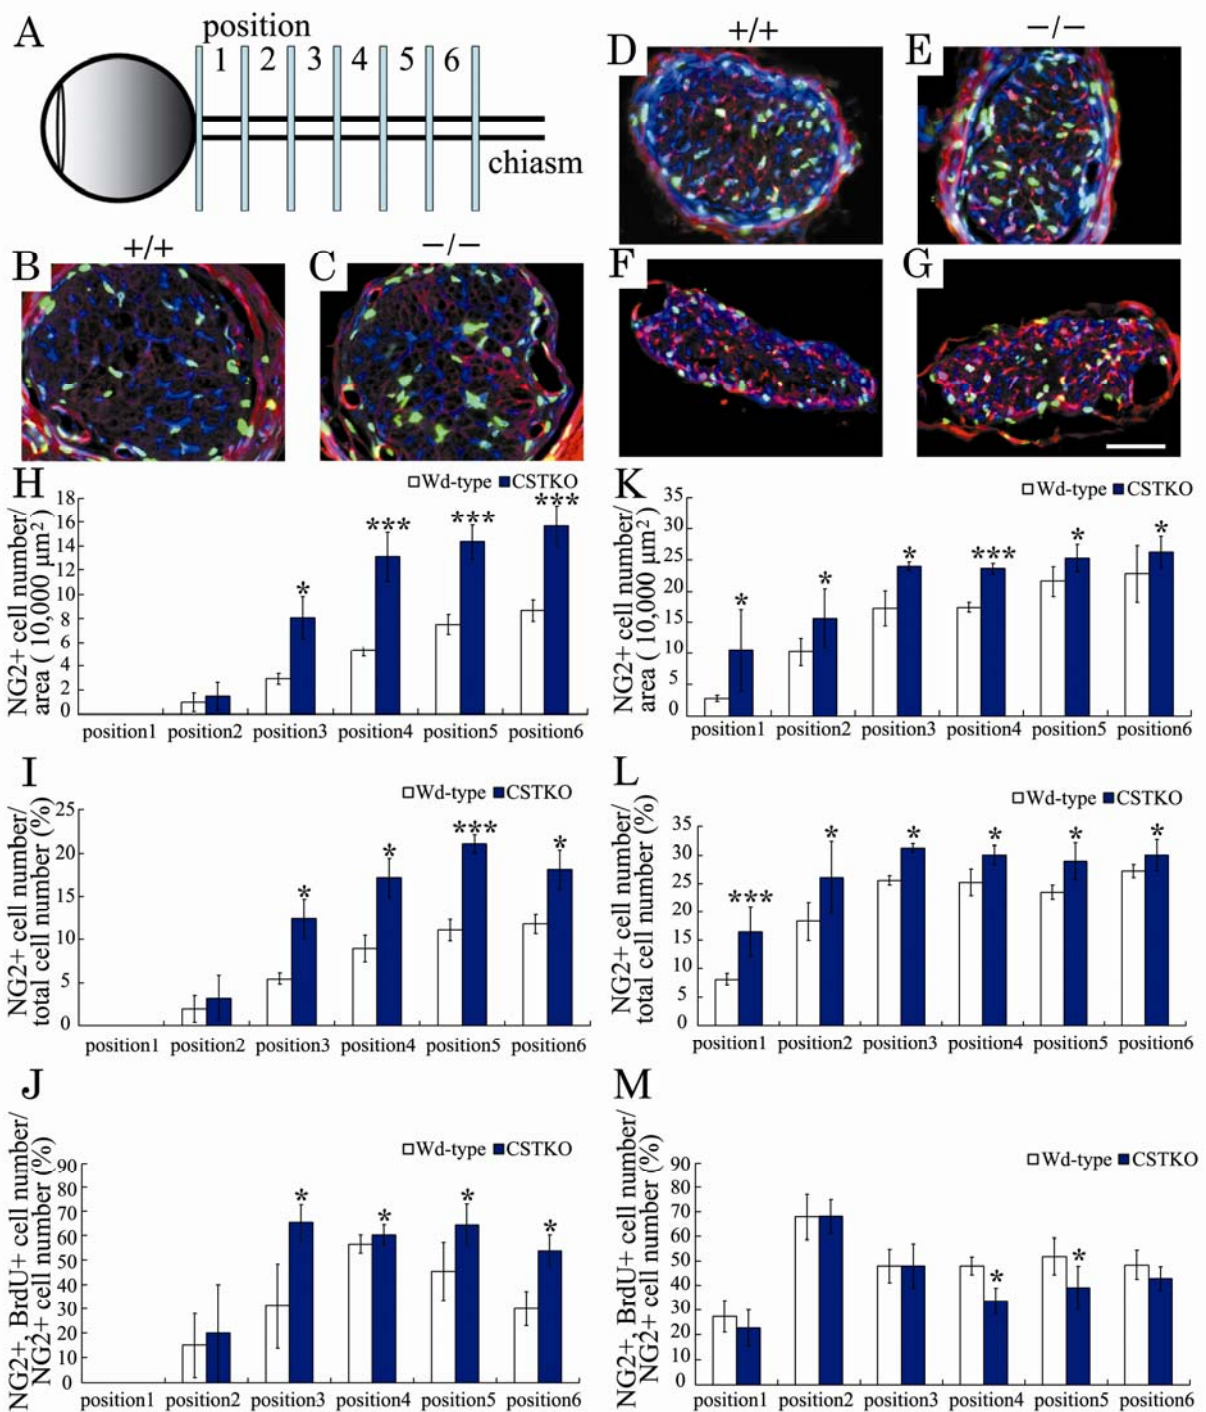 A
position
1 2 3 4 5 6
chiasm
+/+
−/−
D
E
+/+
−/−
B
C
F
G
H
□Wd-type ■CSTKO
NG2+ cell number/
area ( 10,000 µm²)
18
16
14
12
10
8
6
4
2
0
* *** *** ***
position1 position2 position3 position4 position5 position6
K
□Wd-type ■CSTKO
NG2+ cell number/
area ( 10,000 µm²)
35
30
25
20
15
10
5
0
* * * *** * *
position1 position2 position3 position4 position5 position6
I
□Wd-type ■CSTKO
NG2+ cell number/
total cell number (%)
25
20
15
10
5
0
* * *** *
position1 position2 position3 position4 position5 position6
L
□Wd-type ■CSTKO
NG2+ cell number/
total cell number (%)
35
30
25
20
15
10
5
0
*** * * * * *
position1 position2 position3 position4 position5 position6
J
□Wd-type ■CSTKO
NG2+, BrdU+ cell number/
NG2+ cell number (%)
90
80
70
60
50
40
30
20
10
0
* * * *
position1 position2 position3 position4 position5 position6
M
□Wd-type ■CSTKO
NG2+, BrdU+ cell number/
NG2+ cell number (%)
90
80
70
60
50
40
30
20
10
0
* *
position1 position2 position3 position4 position5 position6